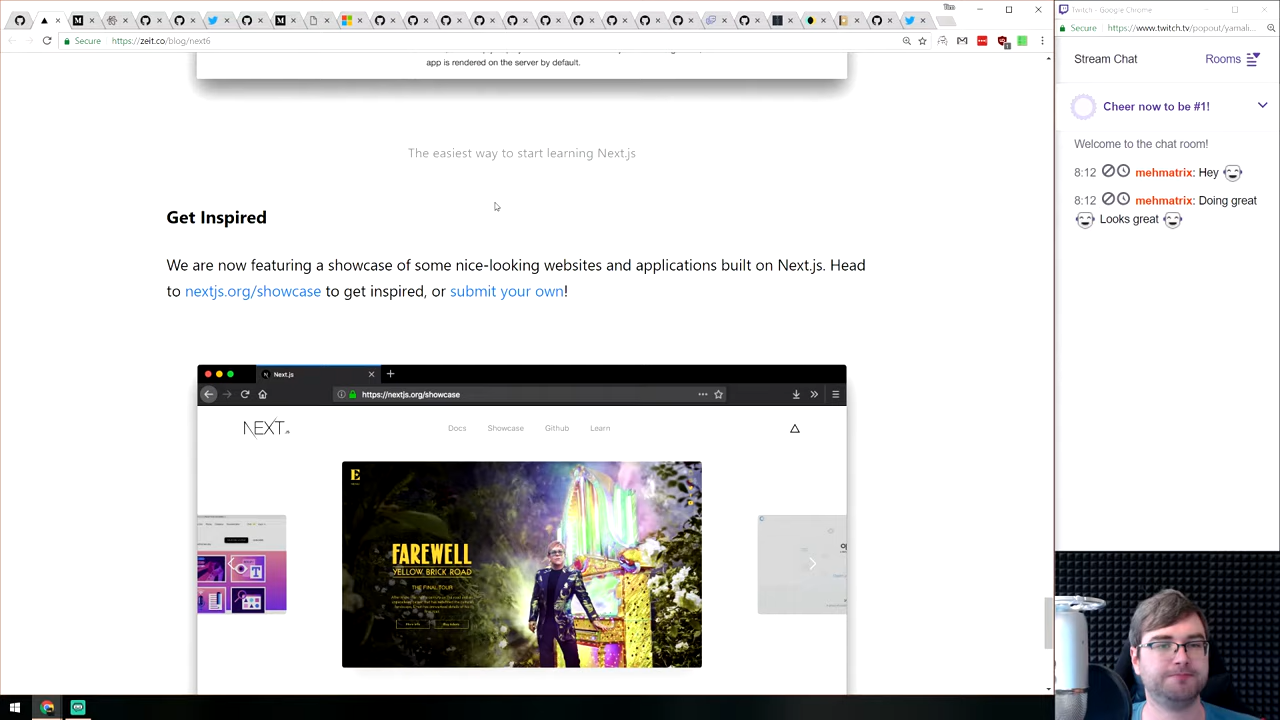 Tim
Secure https://zeit.co/blog/next6
app is rendered on the server by default.
The easiest way to start learning Next.js
Get Inspired
We are now featuring a showcase of some nice-looking websites and applications built on Next.js. Head
to nextjs.org/showcase to get inspired, or submit your own!
Next.js
https://nextjs.org/showcase
NEXT.js
Docs Showcase Github Learn
E
FAREWELL
YELLOW BRICK ROAD
THE FINAL TOUR
Twitch - Google Chrome
Secure https://www.twitch.tv/popout/yamali...
Stream Chat Rooms
Cheer now to be #1!
Welcome to the chat room!
8:12 mehmatrix: Hey
8:12 mehmatrix: Doing great
Looks great